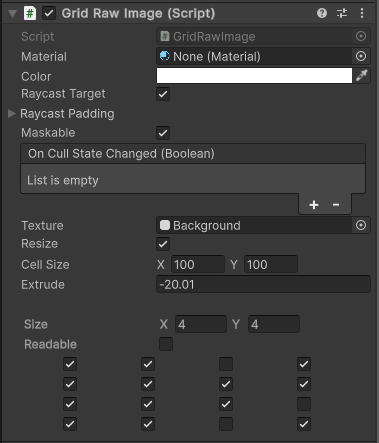 Grid Raw Image (Script)
Script GridRawImage
Material None (Material)
Color
Raycast Target
Raycast Padding
Maskable
On Cull State Changed (Boolean)
List is empty
+ -
Texture Background
Resize
Cell Size X 100 Y 100
Extrude -20.01
Size X 4 Y 4
Readable